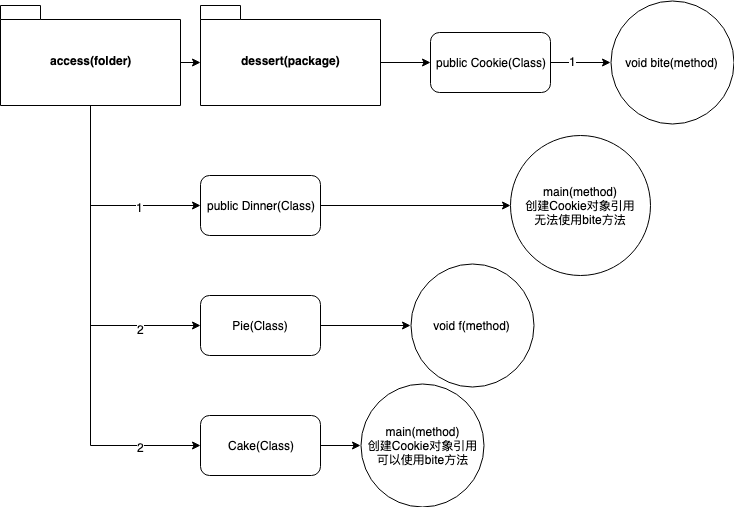 access(folder)
dessert(package)
public Cookie(Class)
1
void bite(method)
1
public Dinner(Class)
main(method)
创建Cookie对象引用
无法使用bite方法
2
Pie(Class)
void f(method)
2
Cake(Class)
main(method)
创建Cookie对象引用
可以使用bite方法